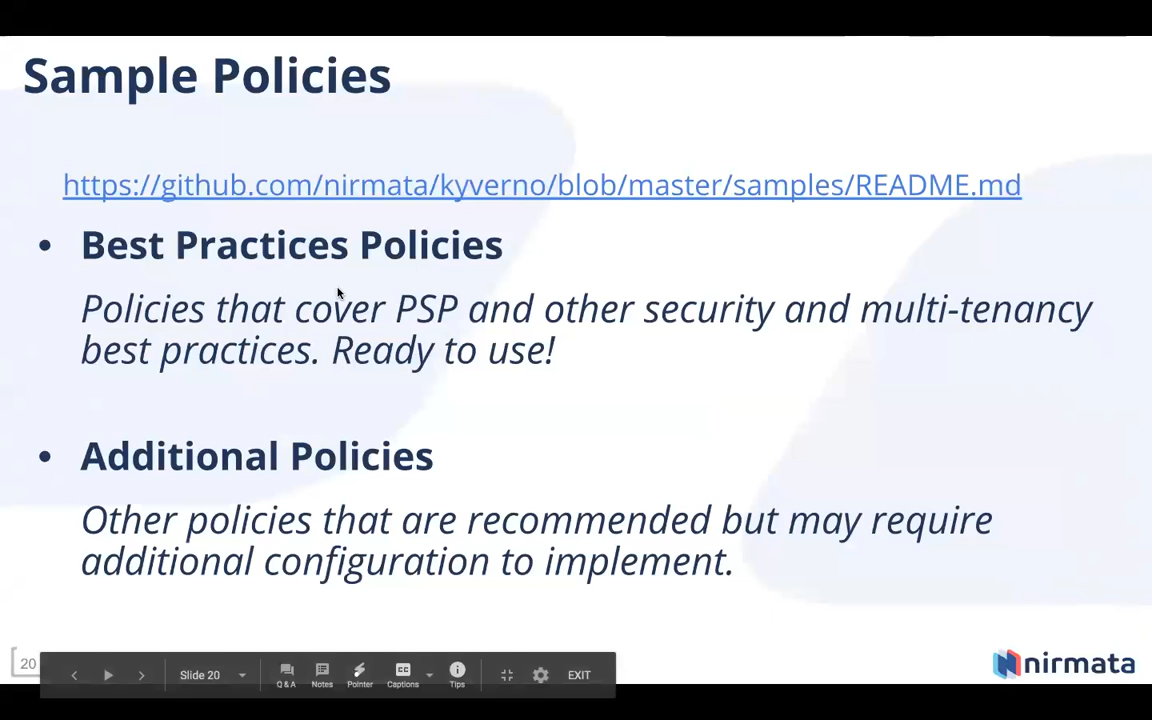 Sample Policies
https://github.com/nirmata/kyverno/blob/master/samples/README.md
• Best Practices Policies
Policies that cover PSP and other security and multi-tenancy
best practices. Ready to use!
• Additional Policies
Other policies that are recommended but may require
additional configuration to implement.
20
Slide 20
Q & A
Notes
Pointer
CC
Captions
Tips
EXIT
nirmata